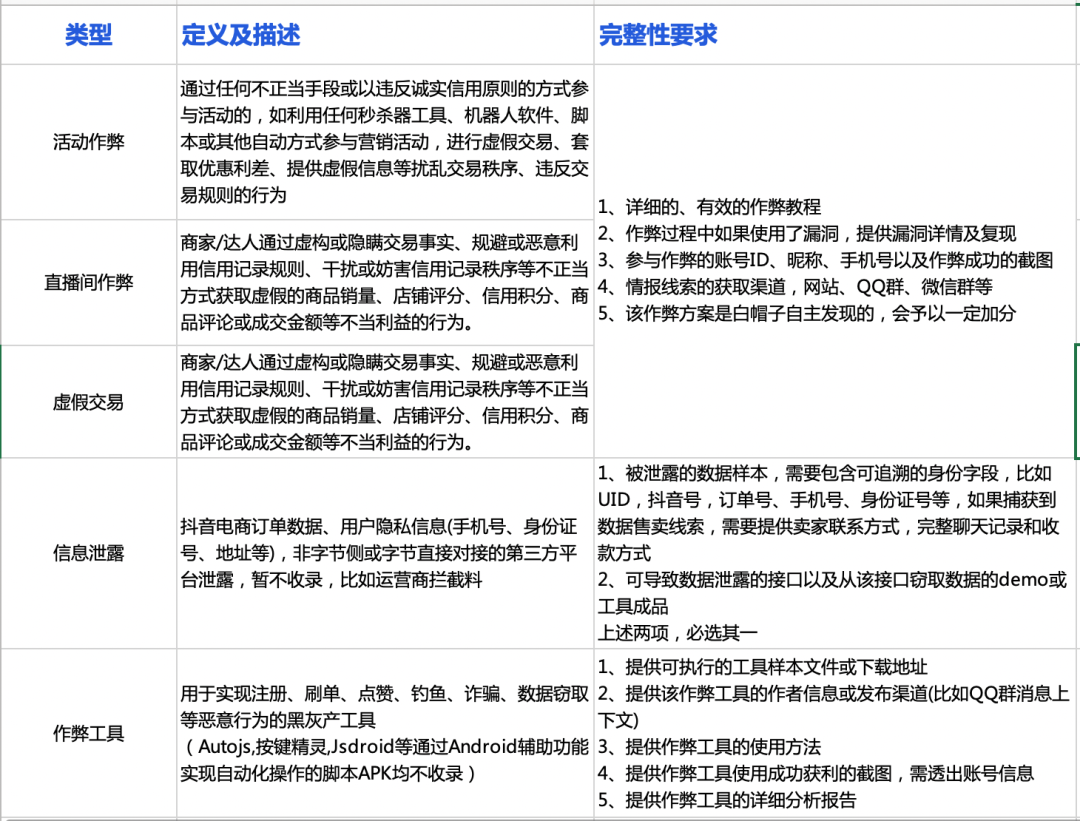 类型
定义及描述
完整性要求
活动作弊
通过任何不正当手段或以违反诚实信用原则的方式参
与活动的，如利用任何秒杀器工具、机器人软件、脚
本或其他自动方式参与营销活动，进行虚假交易、套
取优惠利差、提供虚假信息等扰乱交易秩序、违反交
易规则的行为
直播间作弊
商家/达人通过虚构或隐瞒交易事实、规避或恶意利
用信用记录规则、干扰或妨害信用记录秩序等不正当
方式获取虚假的商品销量、店铺评分、信用积分、商
品评论或成交金额等不当利益的行为。
虚假交易
商家/达人通过虚构或隐瞒交易事实、规避或恶意利
用信用记录规则、干扰或妨害信用记录秩序等不正当
方式获取虚假的商品销量、店铺评分、信用积分、商
品评论或成交金额等不当利益的行为。
1、详细的、有效的作弊教程
2、作弊过程中如果使用了漏洞，提供漏洞详情及复现
3、参与作弊的账号ID、昵称、手机号以及作弊成功的截图
4、情报线索的获取渠道，网站、QQ群、微信群等
5、该作弊方案是白帽子自主发现的，会予以一定加分
信息泄露
抖音电商订单数据、用户隐私信息(手机号、身份证
号、地址等)，非字节侧或字节直接对接的第三方平
台泄露，暂不收录，比如运营商拦截料
1、被泄露的数据样本，需要包含可追溯的身份字段，比如
UID，抖音号，订单号、手机号、身份证号等，如果捕获到
数据售卖线索，需要提供卖家联系方式，完整聊天记录和收
款方式
2、可导致数据泄露的接口以及从该接口窃取数据的demo或
工具成品
上述两项，必选其一
作弊工具
用于实现注册、刷单、点赞、钓鱼、诈骗、数据窃取
等恶意行为的黑灰产工具
（Autojs,按键精灵,Jsdroid等通过Android辅助功能
实现自动化操作的脚本APK均不收录）
1、提供可执行的工具样本文件或下载地址
2、提供该作弊工具的作者信息或发布渠道(比如QQ群消息上
下文)
3、提供作弊工具的使用方法
4、提供作弊工具使用成功获利的截图，需透出账号信息
5、提供作弊工具的详细分析报告